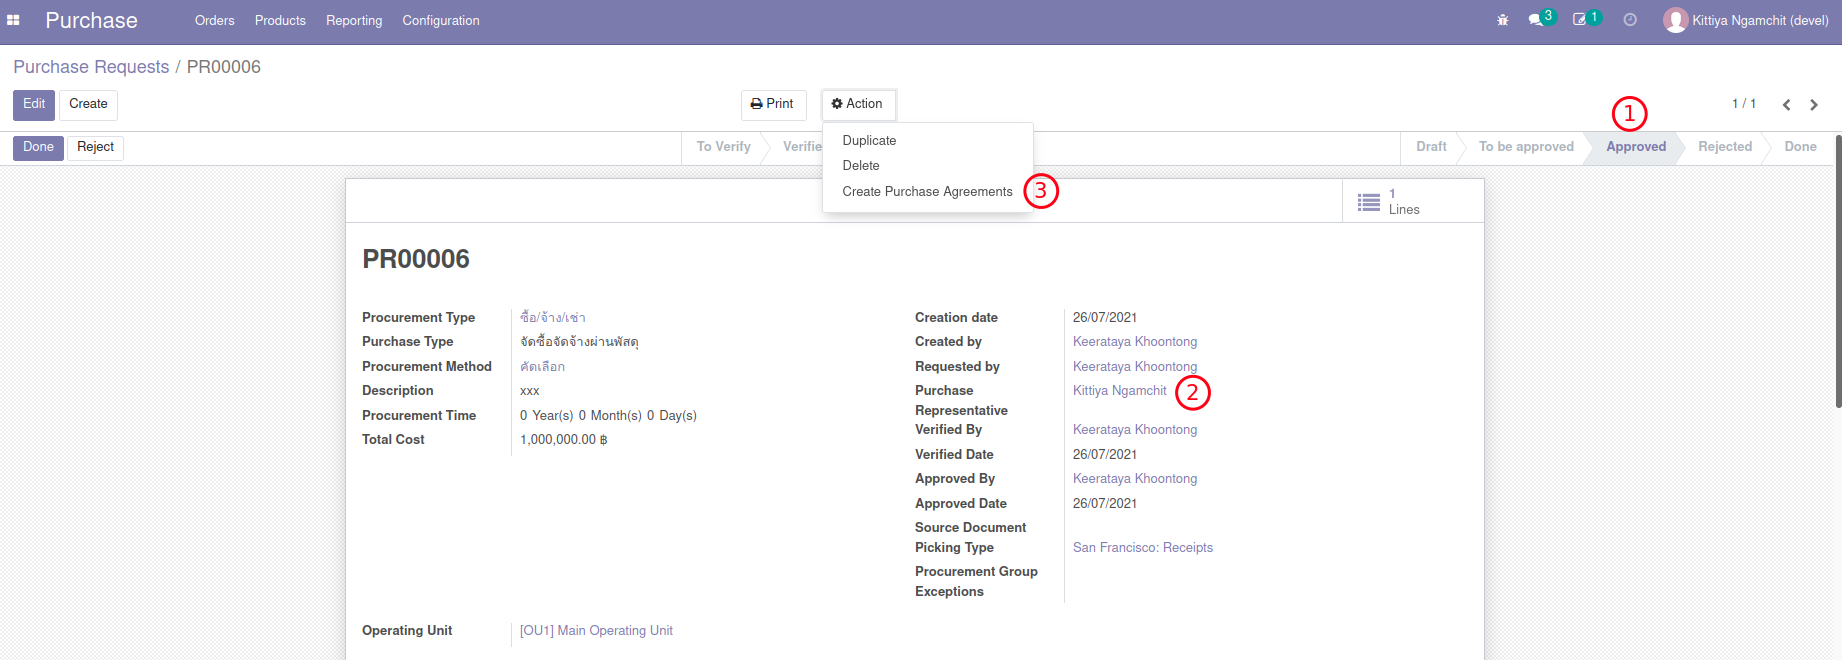 Purchase Orders Products Reporting Configuration 3 1 Kittiya Ngamchit (devel)
Purchase Requests / PR00006
Edit Create Print Action 1 / 1
1
Done Reject To Verify Verifie Draft To be approved Approved Rejected Done
Duplicate
Delete
Create Purchase Agreements 3
1
Lines
PR00006
Procurement Type ซื้อ/จ้าง/เช่า
Purchase Type จัดซื้อจัดจ้างผ่านพัสดุ
Procurement Method คัดเลือก
Description xxx
Procurement Time 0 Year(s) 0 Month(s) 0 Day(s)
Total Cost 1,000,000.00 ฿
Creation date 26/07/2021
Created by Keerataya Khoontong
Requested by Keerataya Khoontong
Purchase Kittiya Ngamchit 2
Representative
Verified By Keerataya Khoontong
Verified Date 26/07/2021
Approved By Keerataya Khoontong
Approved Date 26/07/2021
Source Document
Picking Type San Francisco: Receipts
Procurement Group
Exceptions
Operating Unit [OU1] Main Operating Unit